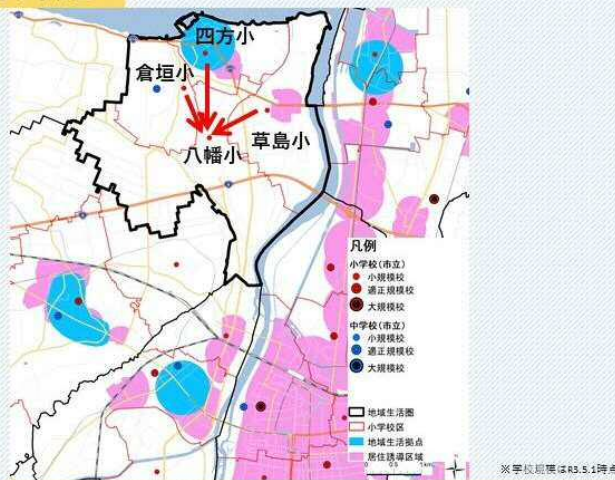 四方小
倉垣小
草島小
八幡小
凡例
小学校(市立)
小規模校
適正規模校
大規模校
中学校(市立)
小規模校
適正規模校
大規模校
地域生活圏
小学校区
地域生活拠点
居住誘導区域
0 0.5 1km
※学校規模はR3.5.1時点